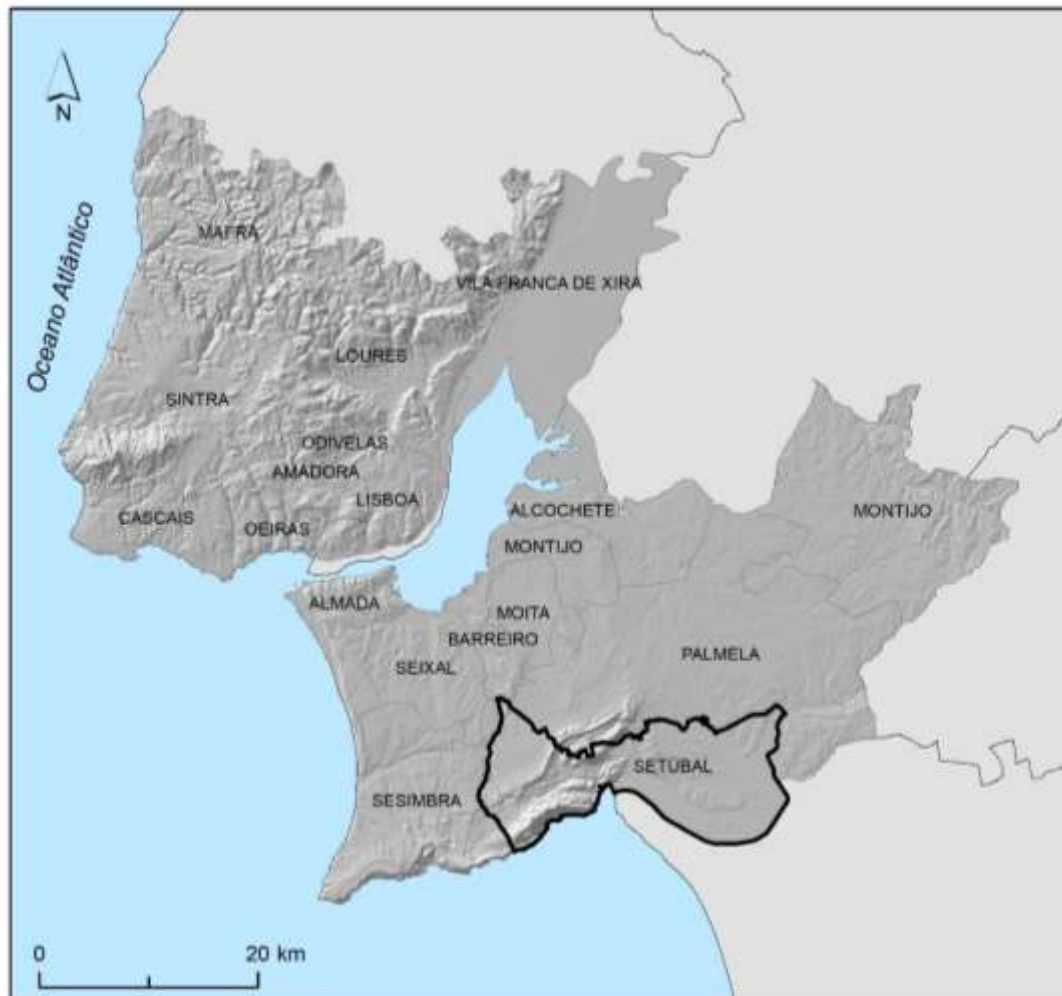 N
Oceano Atlântico
MAFRA
VILA FRANCA DE XIRA
LOURES
SINTRA
ODIVELAS
AMADORA
LISBOA
CASCAIS
OEIRAS
ALCOCHETE
MONTIJO
MONTIJO
ALMADA
MOITA
BARREIRO
SEIXAL
PALMELA
SETÚBAL
SESIMBRA
0 20 km